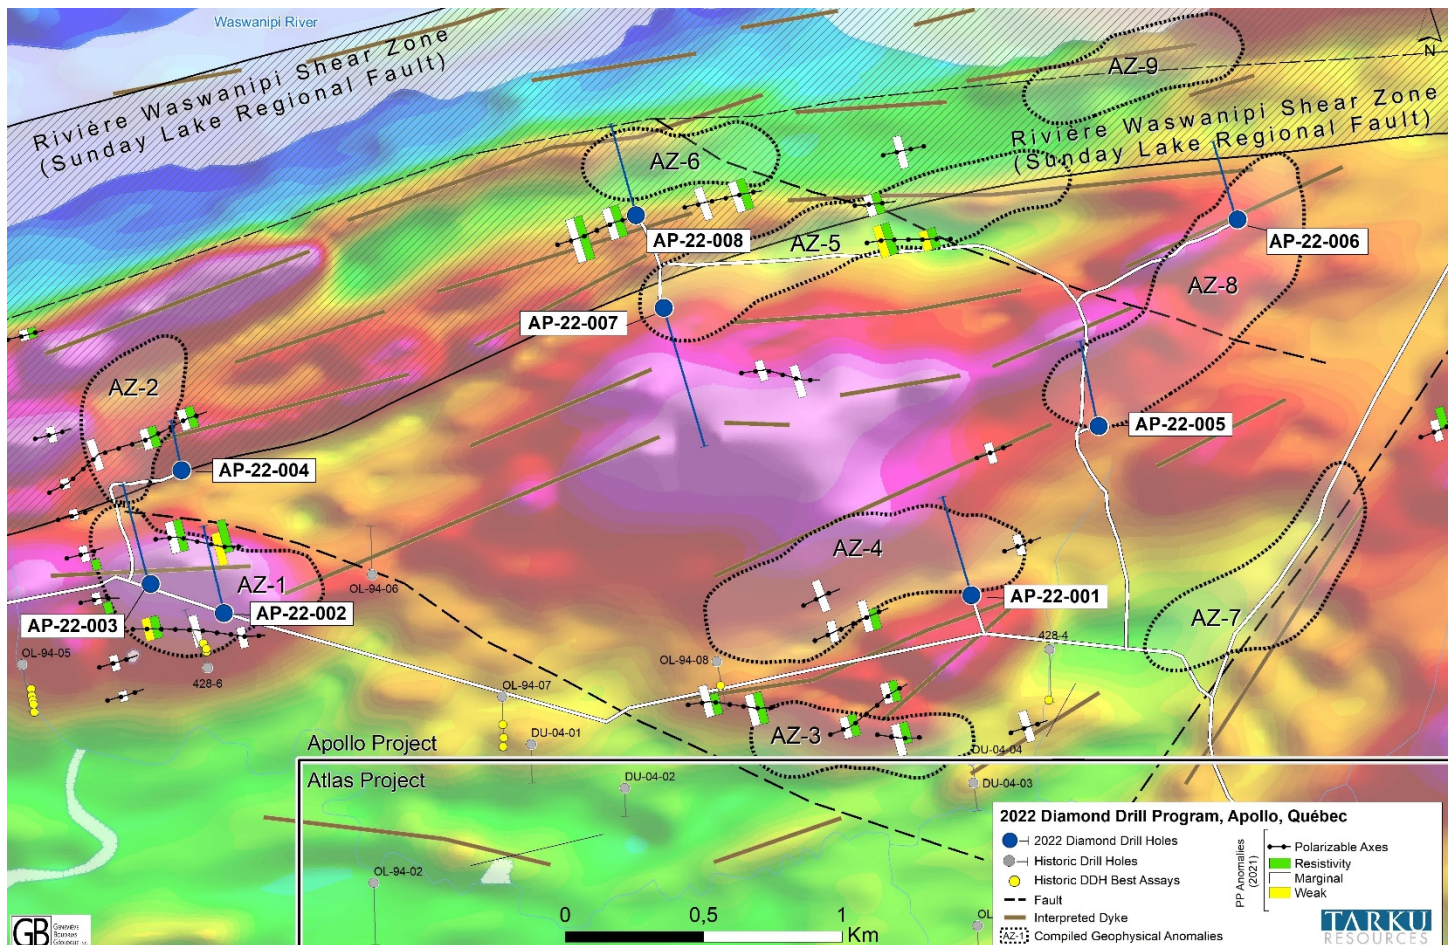 Waswanipi River
Rivière Waswanipi Shear Zone
(Sunday Lake Regional Fault)
N
AZ-9
Rivière Waswanipi Shear Zone
(Sunday Lake Regional Fault)
AZ-6
AP-22-008
AZ-5
AP-22-006
AZ-8
AP-22-007
AZ-2
AP-22-005
AP-22-004
AZ-4
AZ-1
OL-94-06
AP-22-001
AP-22-002
AP-22-003
AZ-7
428-4
OL-94-05
OL-94-08
428-6
OL-94-07
AZ-3
DU-04-01
Apollo Project
DU-04-04
Atlas Project
DU-04-02
DU-04-03
OL-94-02
OL
0 0,5 1
Km
2022 Diamond Drill Program, Apollo, Québec
2022 Diamond Drill Holes
Historic Drill Holes
Historic DDH Best Assays
Fault
Interpreted Dyke
AZ-1 Compiled Geophysical Anomalies
PP Anomalies
(2021)
Polarizable Axes
Resistivity
Marginal
Weak
TARKU
RESOURCES
GB